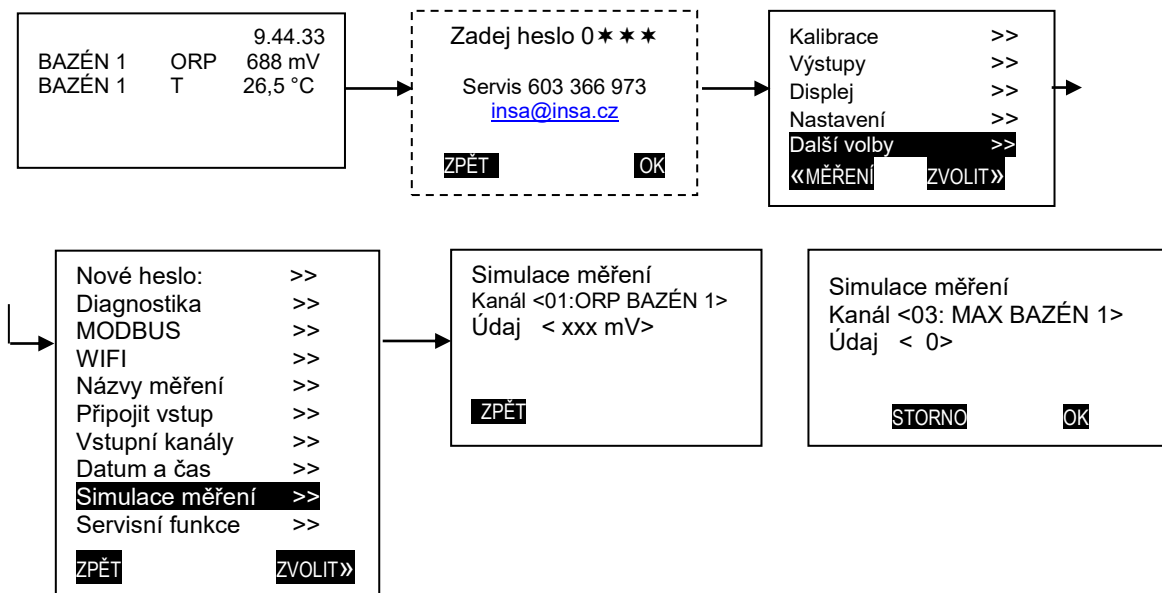 9.44.33
BAZÉN 1 ORP 688 mV
BAZÉN 1 T 26,5 °C
Zadej heslo 0✶✶✶
Servis 603 366 973
insa@insa.cz
ZPĚT OK
Kalibrace >>
Výstupy >>
Displej >>
Nastavení >>
Další volby >>
«MĚŘENÍ ZVOLIT»
Nové heslo: >>
Diagnostika >>
MODBUS >>
WIFI >>
Názvy měření >>
Připojit vstup >>
Vstupní kanály >>
Datum a čas >>
Simulace měření >>
Servisní funkce >>
ZPĚT ZVOLIT»
Simulace měření
Kanál <01:ORP BAZÉN 1>
Údaj < xxx mV>
ZPĚT
Simulace měření
Kanál <03: MAX BAZÉN 1>
Údaj < 0>
STORNO OK